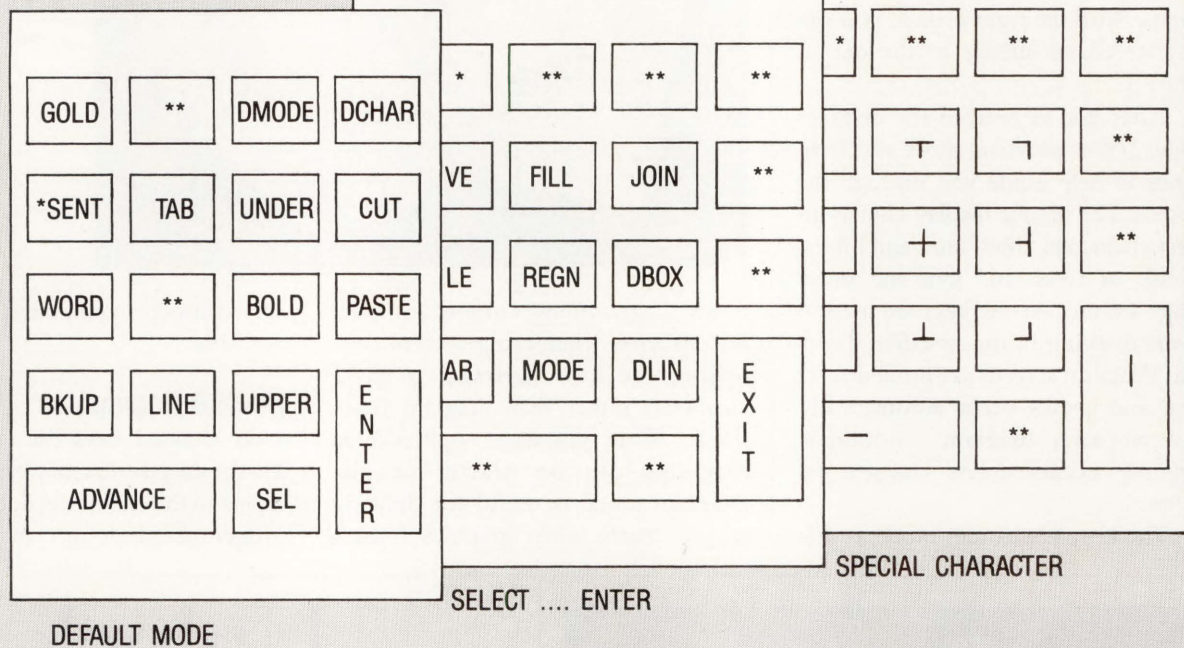 GOLD ** DMODE DCHAR
*SENT TAB UNDER CUT
WORD ** BOLD PASTE
BKUP LINE UPPER ENTER
ADVANCE SEL
DEFAULT MODE
* ** ** **
VE FILL JOIN **
LE REGN DBOX **
AR MODE DLIN EXIT
** **
SELECT .... ENTER
* ** ** **
┬ ┐ **
┼ ┤ **
┴ ┘ |
— **
SPECIAL CHARACTER